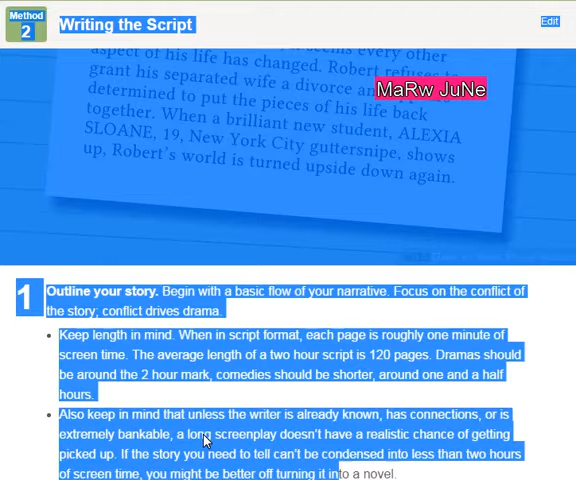 Method
2
Writing the Script
Edit
aspect of his life has changed. Robert refuses to
grant his separated wife a divorce an
MaRw JuNe
determined to put the pieces of his life back
together. When a brilliant new student, ALEXIA
SLOANE, 19, New York City guttersnipe, shows
up, Robert's world is turned upside down again.
1 Outline your story. Begin with a basic flow of your narrative. Focus on the conflict of
the story; conflict drives drama.
• Keep length in mind. When in script format, each page is roughly one minute of
screen time. The average length of a two hour script is 120 pages. Dramas should
be around the 2 hour mark, comedies should be shorter, around one and a half
hours.
• Also keep in mind that unless the writer is already known, has connections, or is
extremely bankable, a long screenplay doesn't have a realistic chance of getting
picked up. If the story you need to tell can't be condensed into less than two hours
of screen time, you might be better off turning it into a novel.